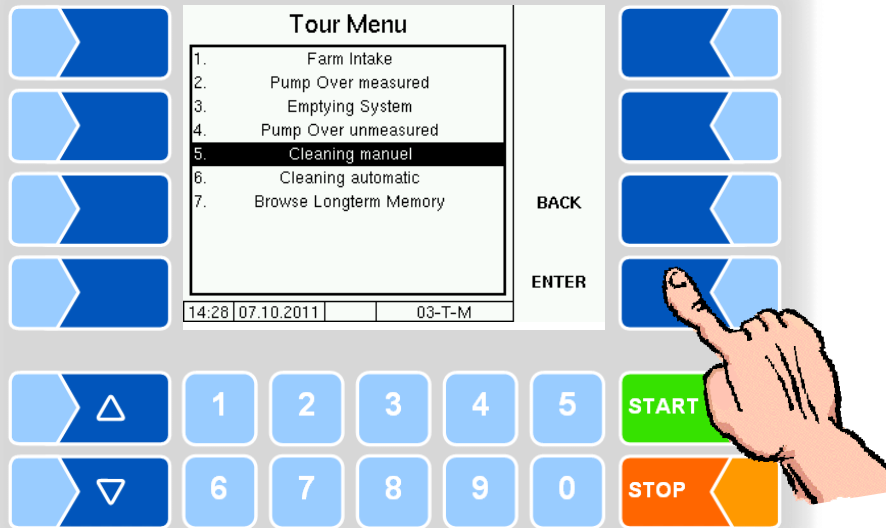 Tour Menu
1. Farm Intake
2. Pump Over measured
3. Emptying System
4. Pump Over unmeasured
5. Cleaning manuel
6. Cleaning automatic
7. Browse Longterm Memory
BACK
ENTER
14:28 07.10.2011 03-T-M
1 2 3 4 5 START
6 7 8 9 0 STOP